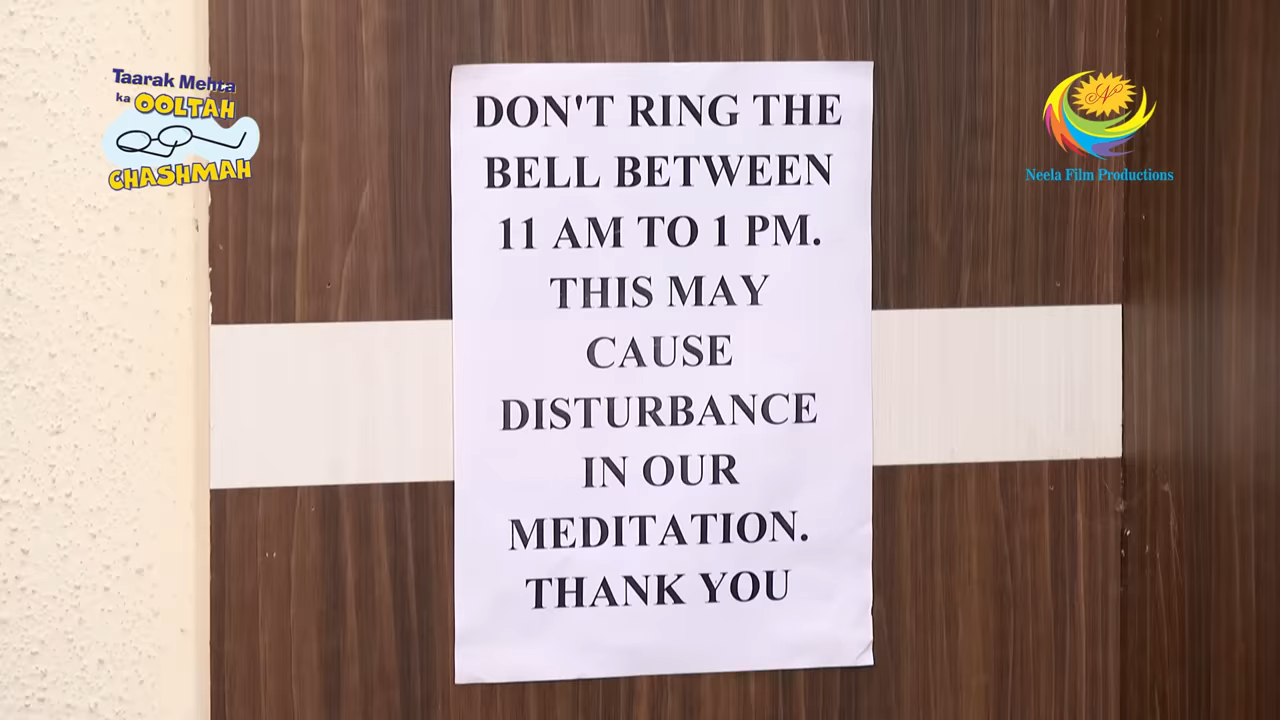 Taarak Mehta
ka OOLTAH
CHASHMAH
Neela Film Productions
DON'T RING THE
BELL BETWEEN
11 AM TO 1 PM.
THIS MAY
CAUSE
DISTURBANCE
IN OUR
MEDITATION.
THANK YOU